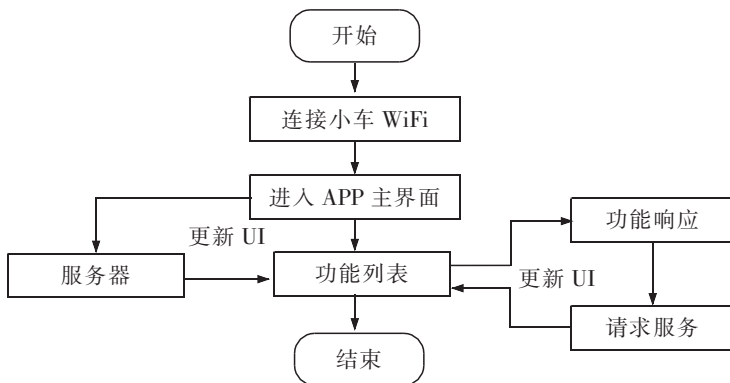 开始
连接小车 WiFi
进入 APP 主界面
功能响应
更新 UI
服务器
功能列表
更新 UI
请求服务
结束